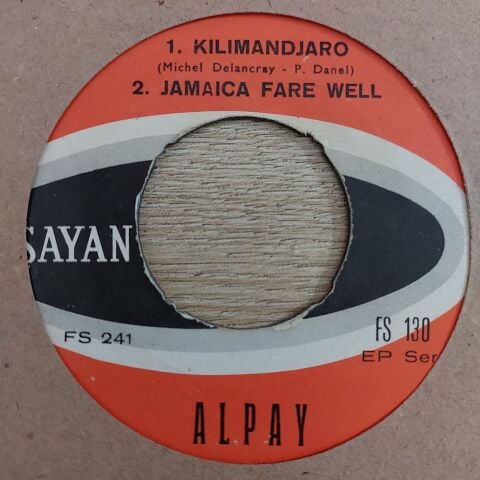 1. KILIMANDJARO
(Michel Delancray - P. Danel)
2. JAMAICA FARE WELL
SAYAN
FS 241
FS 130
EP Ser
ALPAY